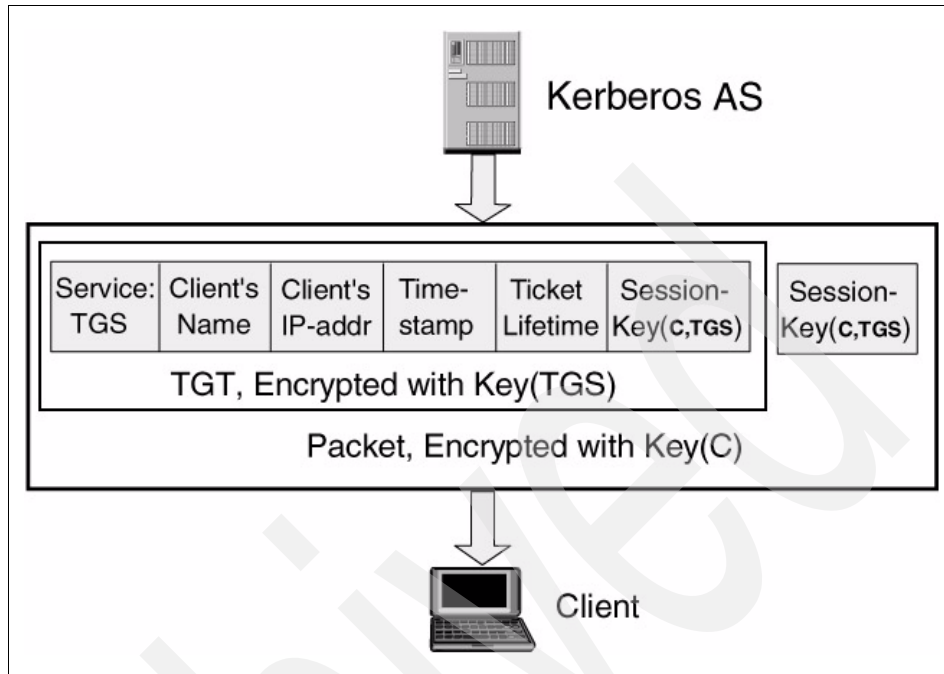 Kerberos AS
Service: TGS
Client's Name
Client's IP-addr
Time-stamp
Ticket Lifetime
Session-Key(C,TGS)
Session-Key(C,TGS)
TGT, Encrypted with Key(TGS)
Packet, Encrypted with Key(C)
Client